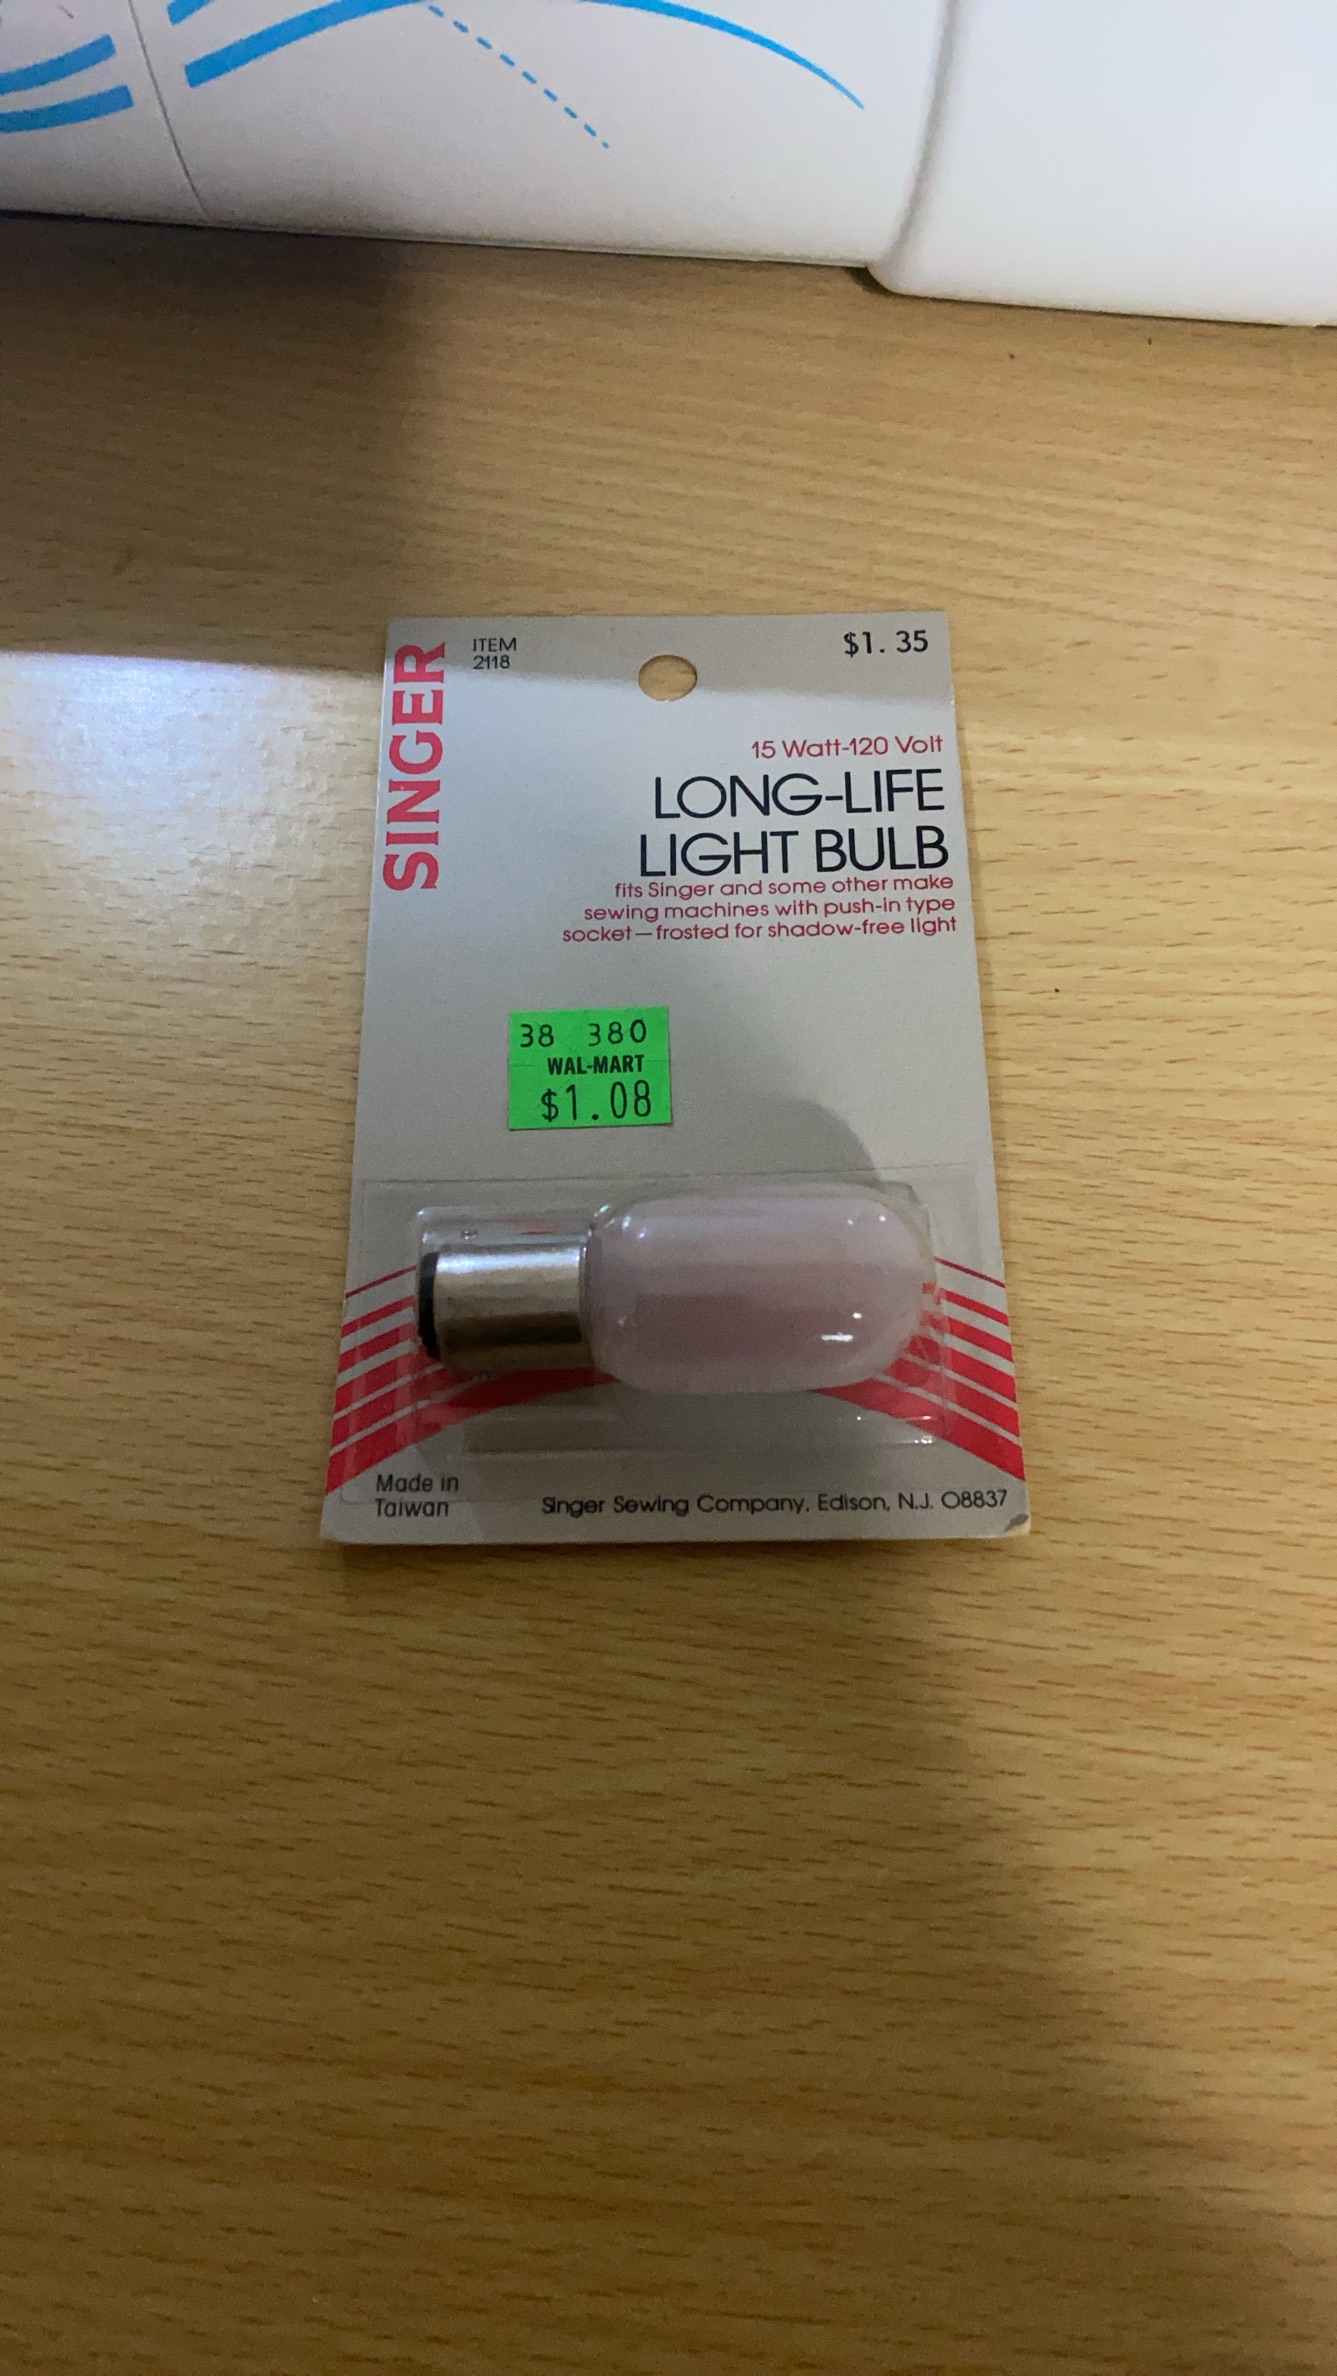 SINGER
ITEM
2118
$1.35
15 Watt-120 Volt
LONG-LIFE
LIGHT BULB
fits Singer and some other make
sewing machines with push-in type
socket—frosted for shadow-free light
38 380
WAL-MART
$1.08
Made in
Taiwan
Singer Sewing Company, Edison, N.J. 08837